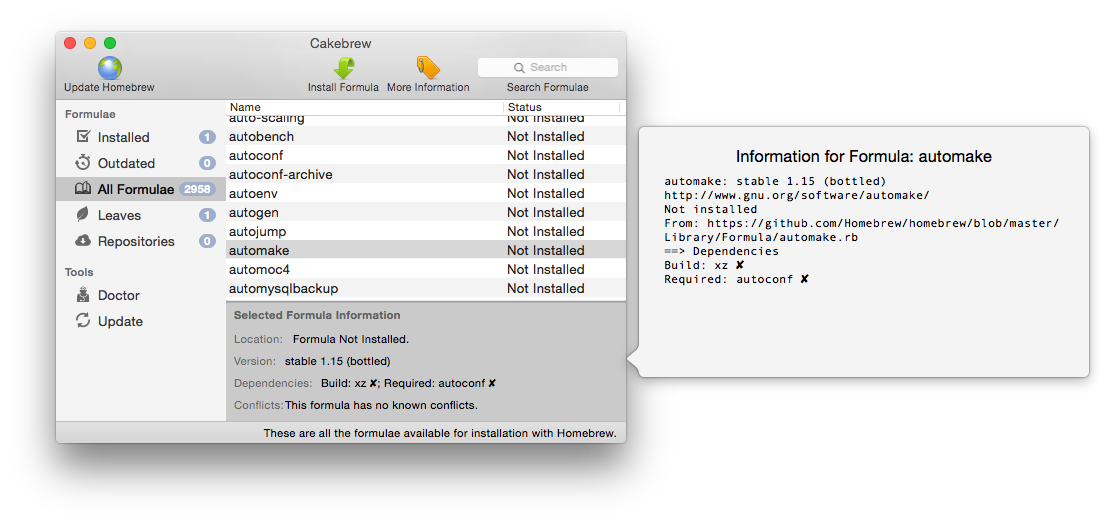 Cakebrew
Update Homebrew
Install Formula
More Information
Search
Search Formulae
Formulae
Installed 1
Outdated 0
All Formulae 2958
Leaves 1
Repositories 0
Tools
Doctor
Update
Name Status
auto-scaling Not Installed
autobench Not Installed
autoconf Not Installed
autoconf-archive Not Installed
autoenv Not Installed
autogen Not Installed
autojump Not Installed
automake Not Installed
automoc4 Not Installed
automysqlbackup Not Installed
Selected Formula Information
Location: Formula Not Installed.
Version: stable 1.15 (bottled)
Dependencies: Build: xz ✘; Required: autoconf ✘
Conflicts: This formula has no known conflicts.
These are all the formulae available for installation with Homebrew.
Information for Formula: automake
automake: stable 1.15 (bottled)
http://www.gnu.org/software/automake/
Not installed
From: https://github.com/Homebrew/homebrew/blob/master/
Library/Formula/automake.rb
==> Dependencies
Build: xz ✘
Required: autoconf ✘